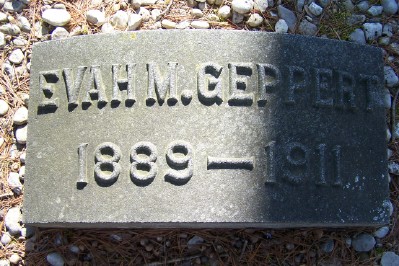 EVAH M. GEPPERT
1889 — 1911